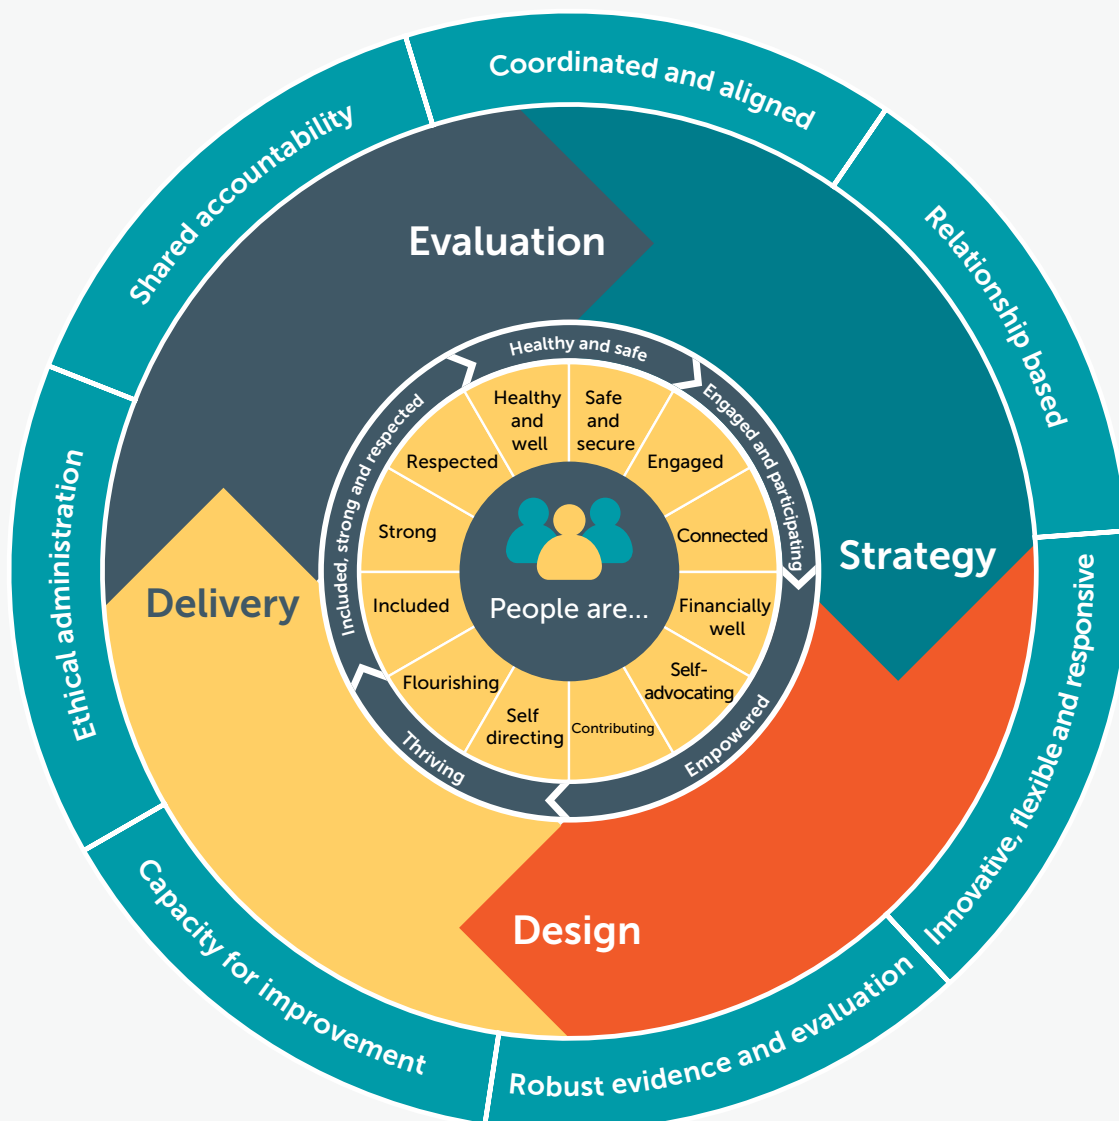 Coordinated and aligned
Relationship based
Innovative, flexible and responsive
Robust evidence and evaluation
Capacity for improvement
Ethical administration
Shared accountability
Evaluation
Strategy
Design
Delivery
Healthy and safe
Engaged and participating
Empowered
Thriving
Included, strong and respected
Healthy
and
well
Safe
and
secure
Engaged
Connected
Financially
well
Self-
advocating
Contributing
Self
directing
Flourishing
Included
Strong
Respected
People are...